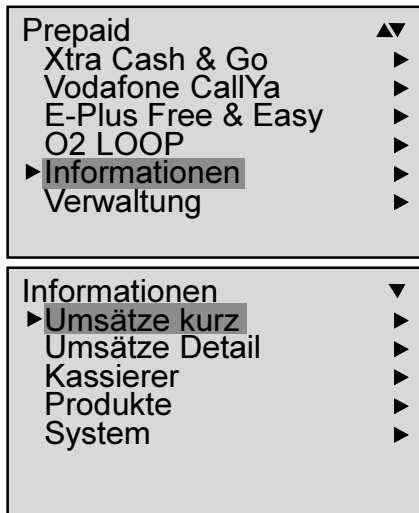 Prepaid
Xtra Cash & Go
Vodafone CallYa
E-Plus Free & Easy
O2 LOOP
Informationen
Verwaltung
Informationen
Umsätze kurz
Umsätze Detail
Kassierer
Produkte
System